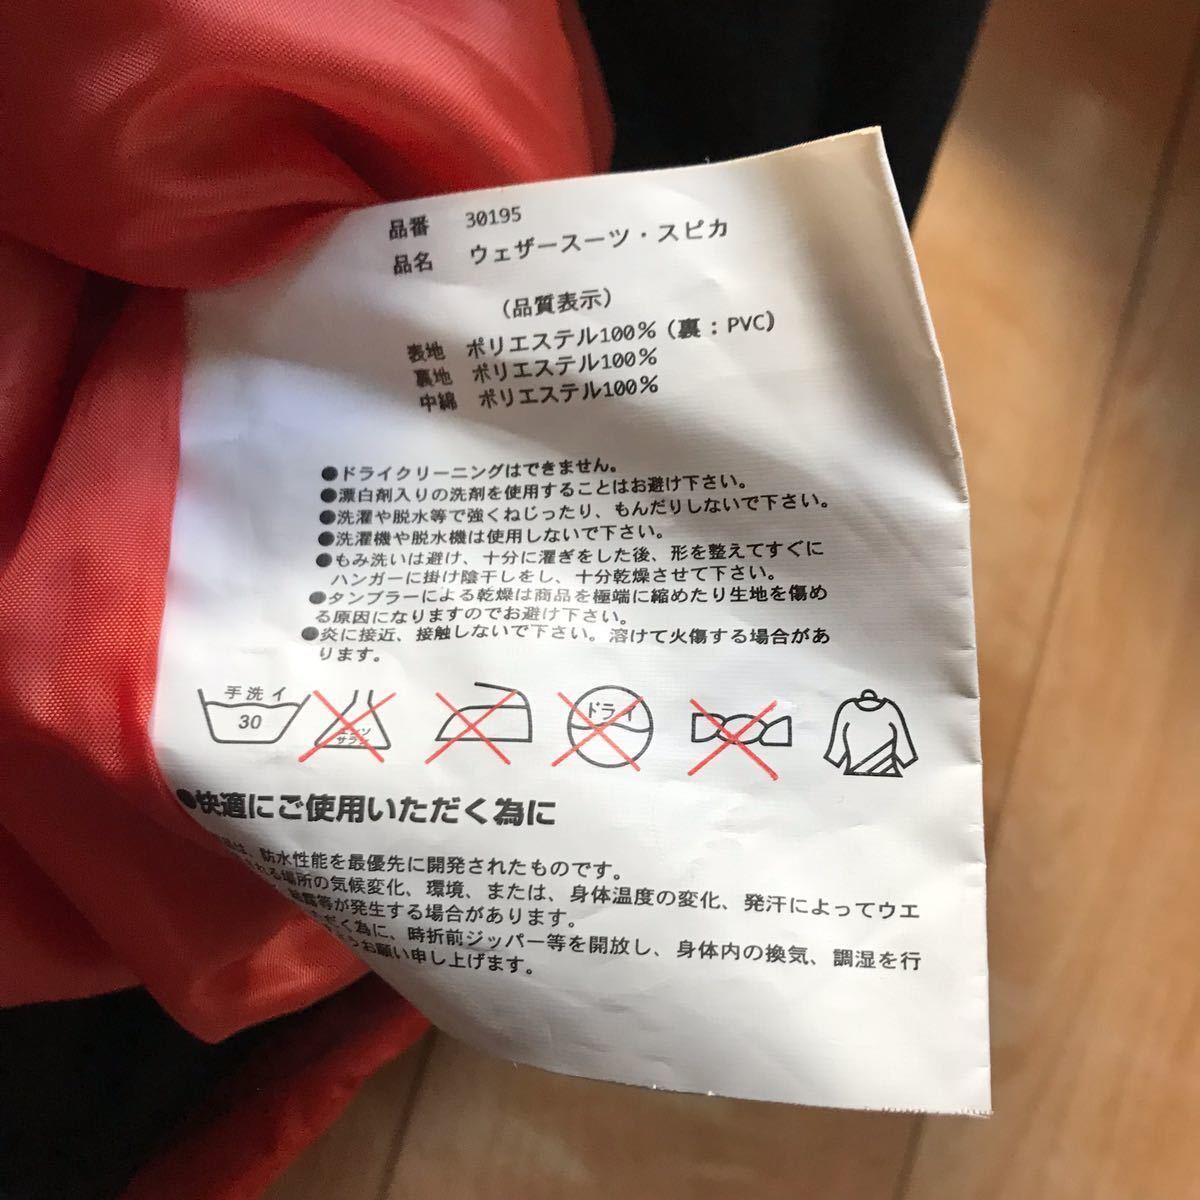 品番 30195
品名 ウェザースーツ・スピカ
(品質表示)
表地 ポリエステル100%(裏:PVC)
裏地 ポリエステル100%
中綿 ポリエステル100%
●ドライクリーニングはできません。
●漂白剤入りの洗剤を使用することはお避け下さい。
●洗濯や脱水等で強くねじったり、もんだりしないで下さい。
●洗濯機や脱水機は使用しないで下さい。
●もみ洗いは避け、十分に濯ぎをした後、形を整えてすぐに
ハンガーに掛け陰干しをし、十分乾燥させて下さい。
●タンブラーによる乾燥は商品を極端に縮めたり生地を傷め
る原因になりますのでお避け下さい。
●炎に接近、接触しないで下さい。溶けて火傷する場合があ
ります。
手洗イ
30
エンソ
サラシ
ドライ
●快適にご使用いただく為に
は、防水性能を最優先に開発されたものです。
場所の気候変化、環境、または、身体温度の変化、発汗によってウエ
結露等が発生する場合があります。
だく為に、時折前ジッパー等を開放し、身体内の換気、調湿を行
お願い申し上げます。